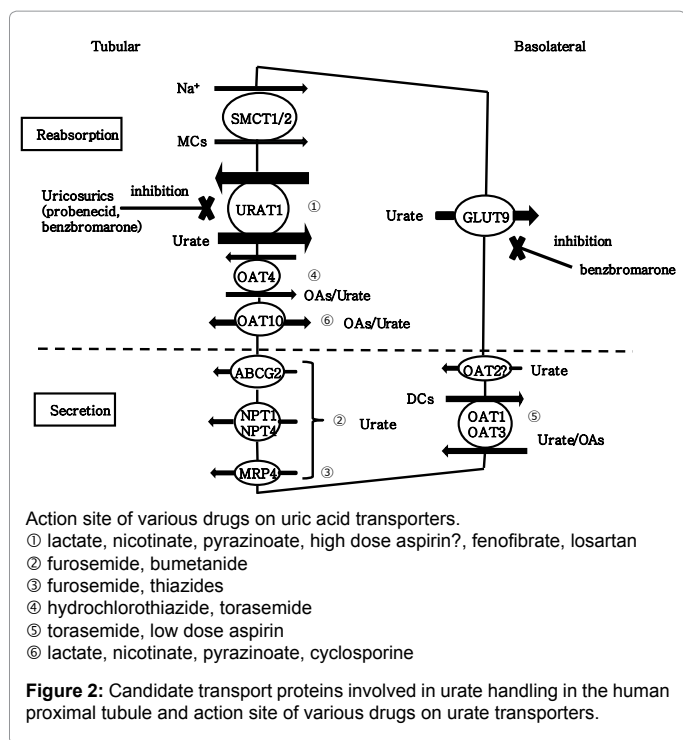 Tubular
Basolateral
Na⁺
SMCT1/2
Reabsorption
MCs
Uricosurics
(probenecid,
benzbromarone)
inhibition
URAT1
①
Urate
GLUT9
Urate
inhibition
benzbromarone
OAT4
④
OAs/Urate
OAT10
⑥
OAs/Urate
ABCG2
OAT2?
Urate
DCs
Secretion
NPT1
NPT4
②
Urate
OAT1
OAT3
⑤
Urate/OAs
MRP4
③
Action site of various drugs on uric acid transporters.
① lactate, nicotinate, pyrazinoate, high dose aspirin?, fenofibrate, losartan
② furosemide, bumetanide
③ furosemide, thiazides
④ hydrochlorothiazide, torasemide
⑤ torasemide, low dose aspirin
⑥ lactate, nicotinate, pyrazinoate, cyclosporine
Figure 2: Candidate transport proteins involved in urate handling in the human
proximal tubule and action site of various drugs on urate transporters.